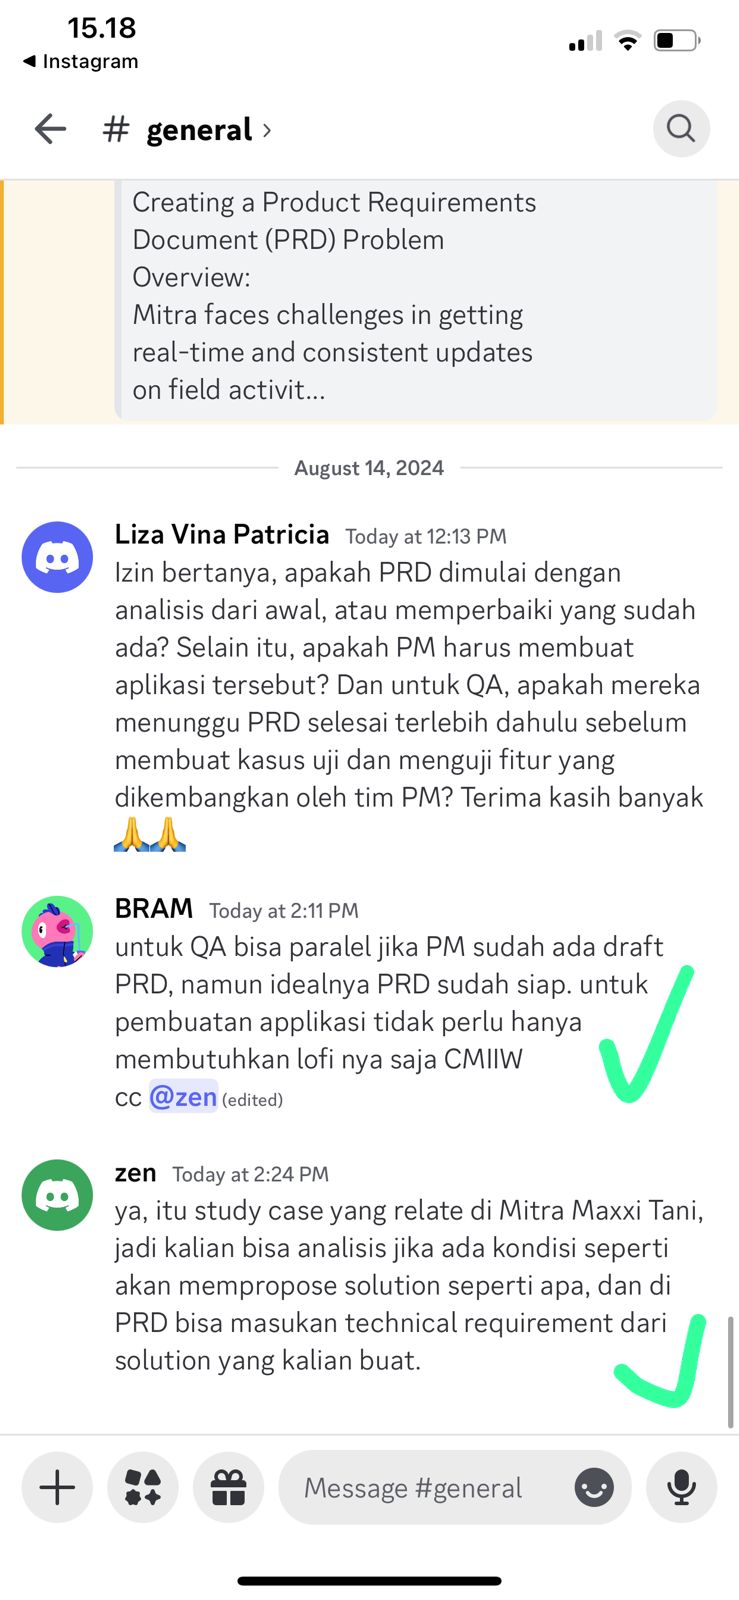 15.18
Instagram
# general
Creating a Product Requirements
Document (PRD) Problem
Overview:
Mitra faces challenges in getting
real-time and consistent updates
on field activit...
August 14, 2024
Liza Vina Patricia Today at 12:13 PM
Izin bertanya, apakah PRD dimulai dengan
analisis dari awal, atau memperbaiki yang sudah
ada? Selain itu, apakah PM harus membuat
aplikasi tersebut? Dan untuk QA, apakah mereka
menunggu PRD selesai terlebih dahulu sebelum
membuat kasus uji dan menguji fitur yang
dikembangkan oleh tim PM? Terima kasih banyak
🙏🙏
BRAM Today at 2:11 PM
untuk QA bisa paralel jika PM sudah ada draft
PRD, namun idealnya PRD sudah siap. untuk
pembuatan applikasi tidak perlu hanya
membutuhkan lofi nya saja CMIIW
cc @zen (edited)
zen Today at 2:24 PM
ya, itu study case yang relate di Mitra Maxxi Tani,
jadi kalian bisa analisis jika ada kondisi seperti
akan mempropose solution seperti apa, dan di
PRD bisa masukan technical requirement dari
solution yang kalian buat.
Message #general